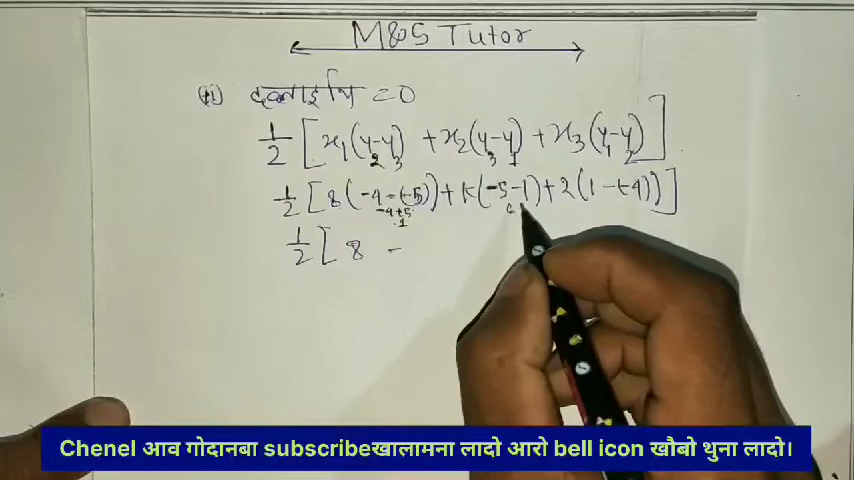 M&S Tutor
(ii) = 0
1/2 [x₁(y₂-y₃) + x₂(y₃-y₁) + x₃(y₁-y₂)]
1/2 [8(-4-(-5)) + k(-5-1) + 2(1-(-4))]
-4+5
1
1/2 [8 -
Chenel आव गोदानबा subscribeखालामना लादो आरो bell icon खौबो थुना लादो।